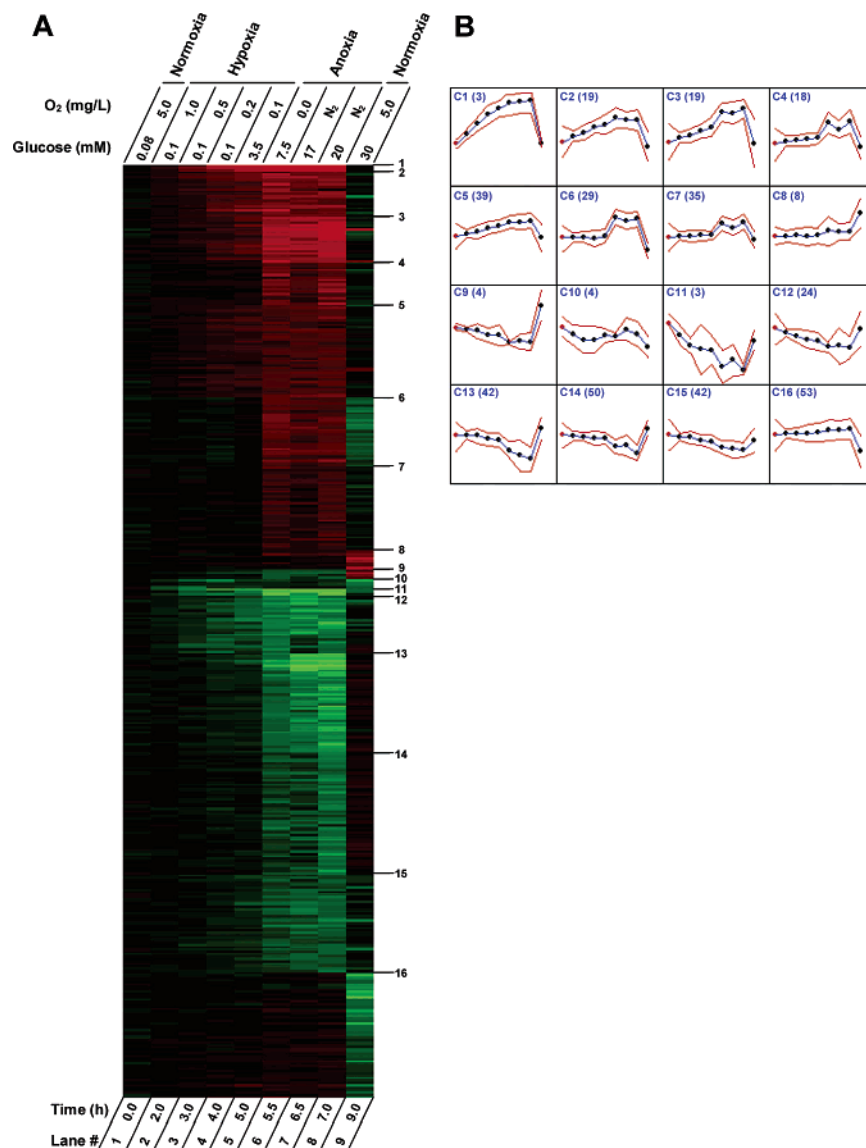 A
B
Normoxia
Hypoxia
Anoxia
Normoxia
O2 (mg/L)
5.0
1.0
0.5
0.2
0.1
0.0
N2
N2
5.0
Glucose (mM)
0.08
0.1
0.1
0.1
3.5
7.5
17
20
30
1
2
3
4
5
6
7
8
9
10
11
12
13
14
15
16
Time (h)
0.0
2.0
3.0
4.0
5.0
5.5
6.5
7.0
9.0
Lane #
1
2
3
4
5
6
7
8
9
C1 (3)
C2 (19)
C3 (19)
C4 (18)
C5 (39)
C6 (29)
C7 (35)
C8 (8)
C9 (4)
C10 (4)
C11 (3)
C12 (24)
C13 (42)
C14 (50)
C15 (42)
C16 (53)